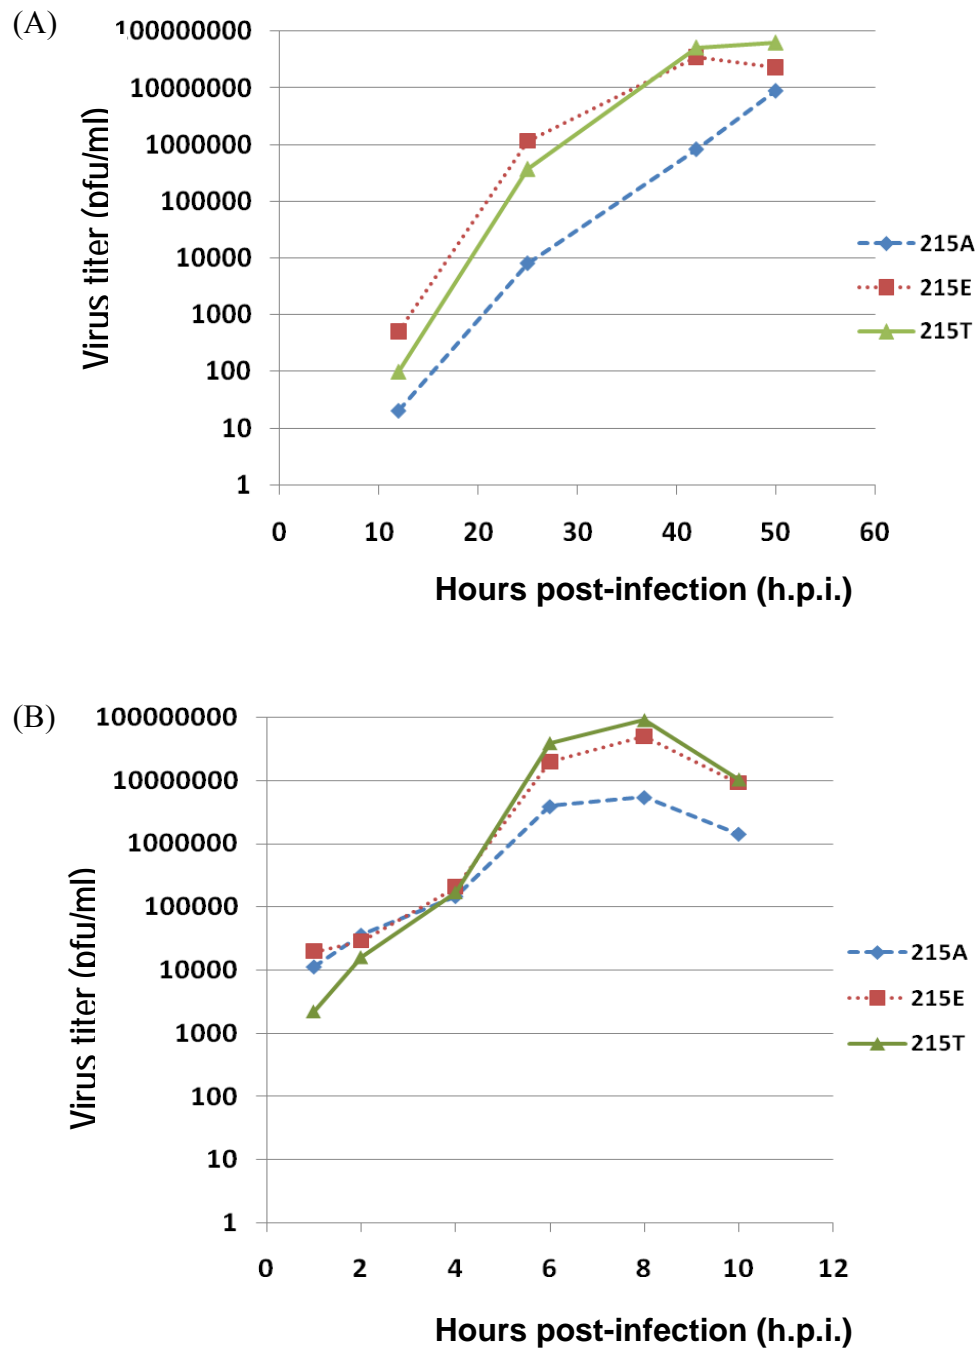 (A)
100000000
10000000
1000000
100000
10000
1000
100
10
1
Virus titer (pfu/ml)
0 10 20 30 40 50 60
Hours post-infection (h.p.i.)
215A
215E
215T
(B)
100000000
10000000
1000000
100000
10000
1000
100
10
1
Virus titer (pfu/ml)
0 2 4 6 8 10 12
Hours post-infection (h.p.i.)
215A
215E
215T